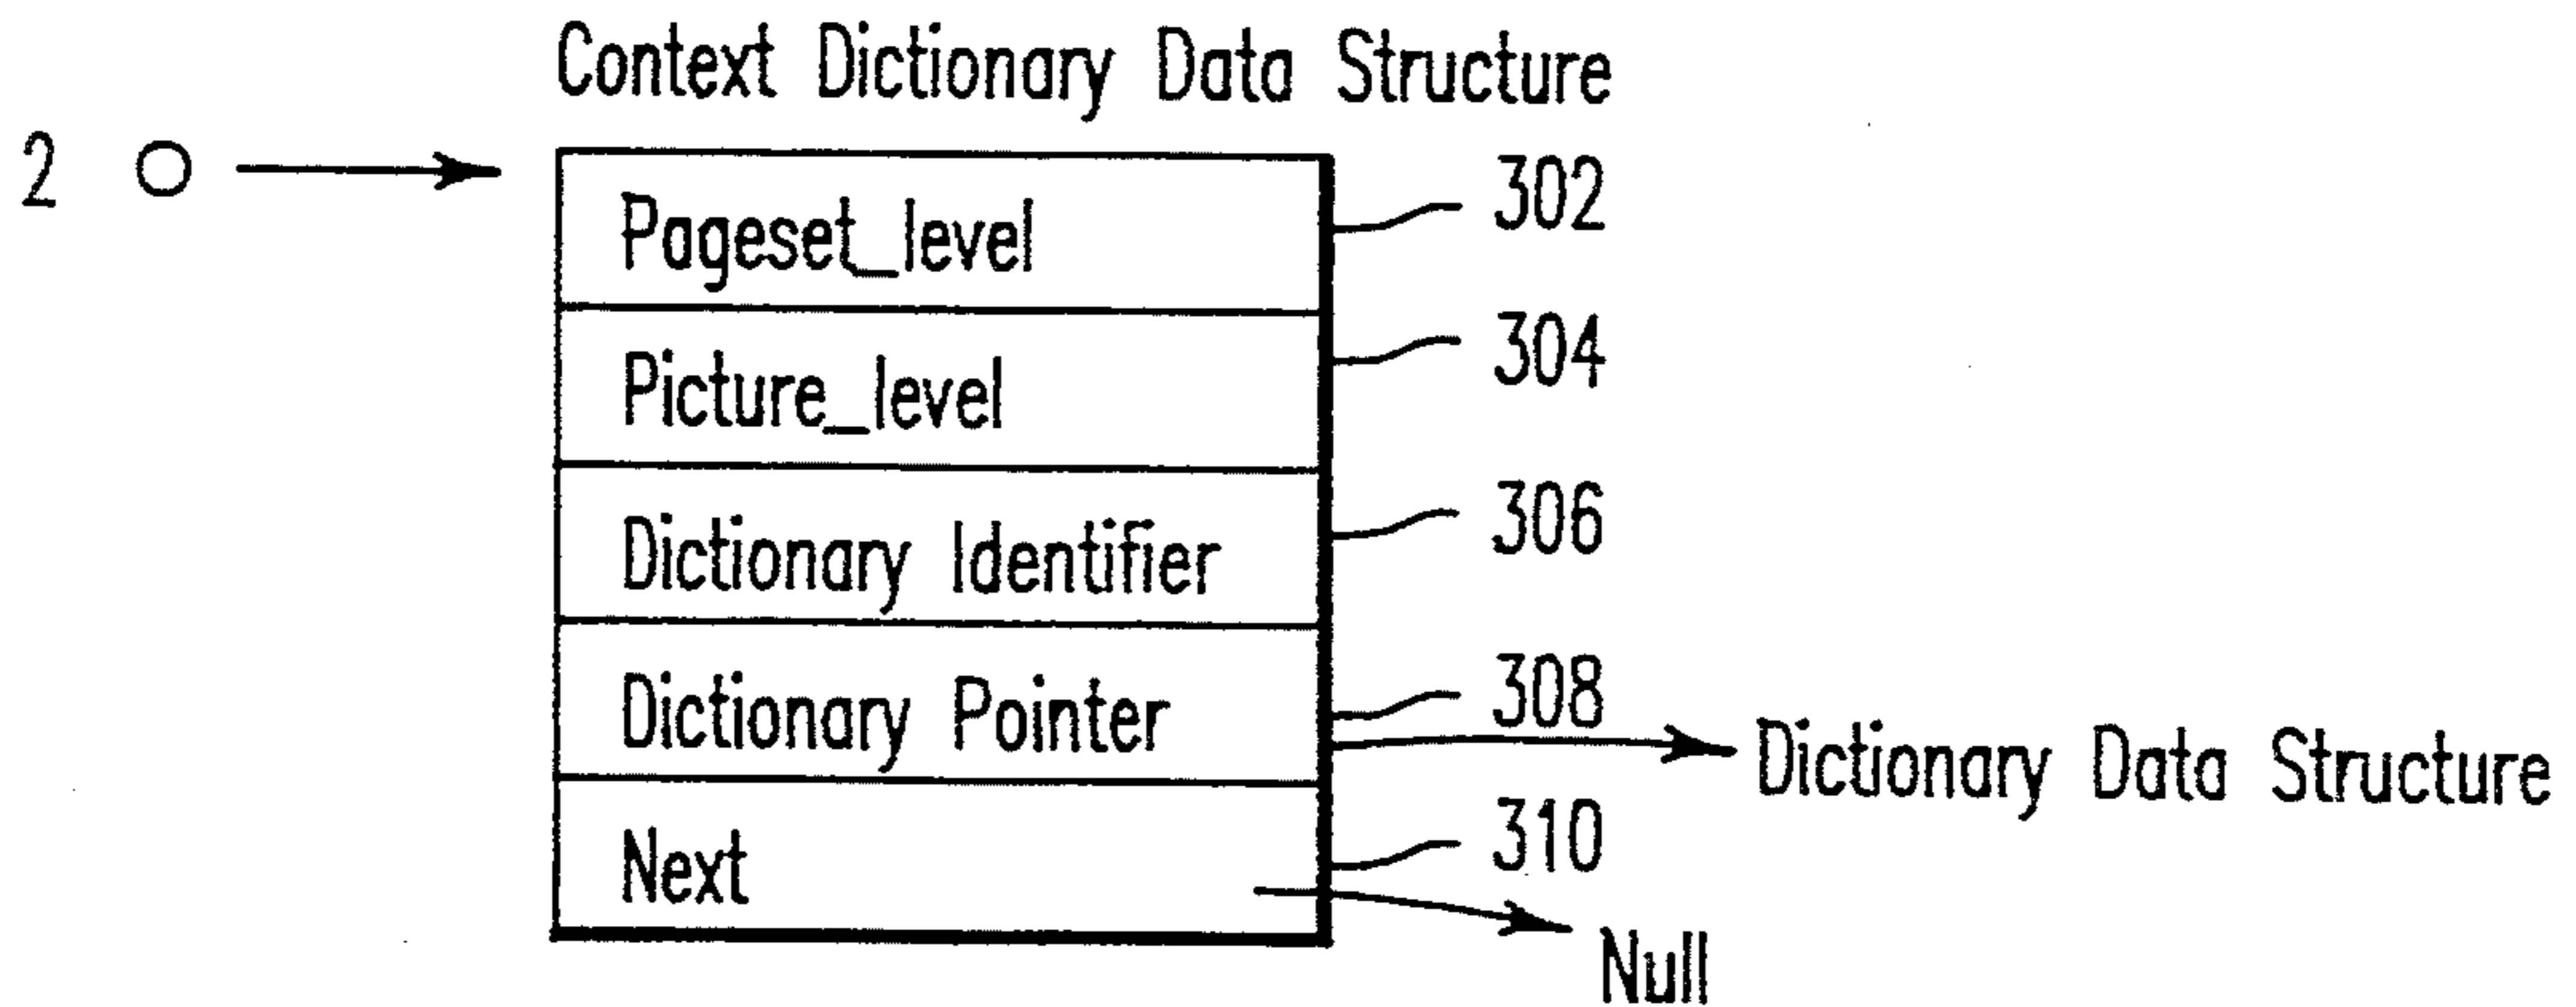 Context Dictionary Data Structure
2
Pageset_level 302
Picture_level 304
Dictionary Identifier 306
Dictionary Pointer 308
Dictionary Data Structure
Next 310
Null